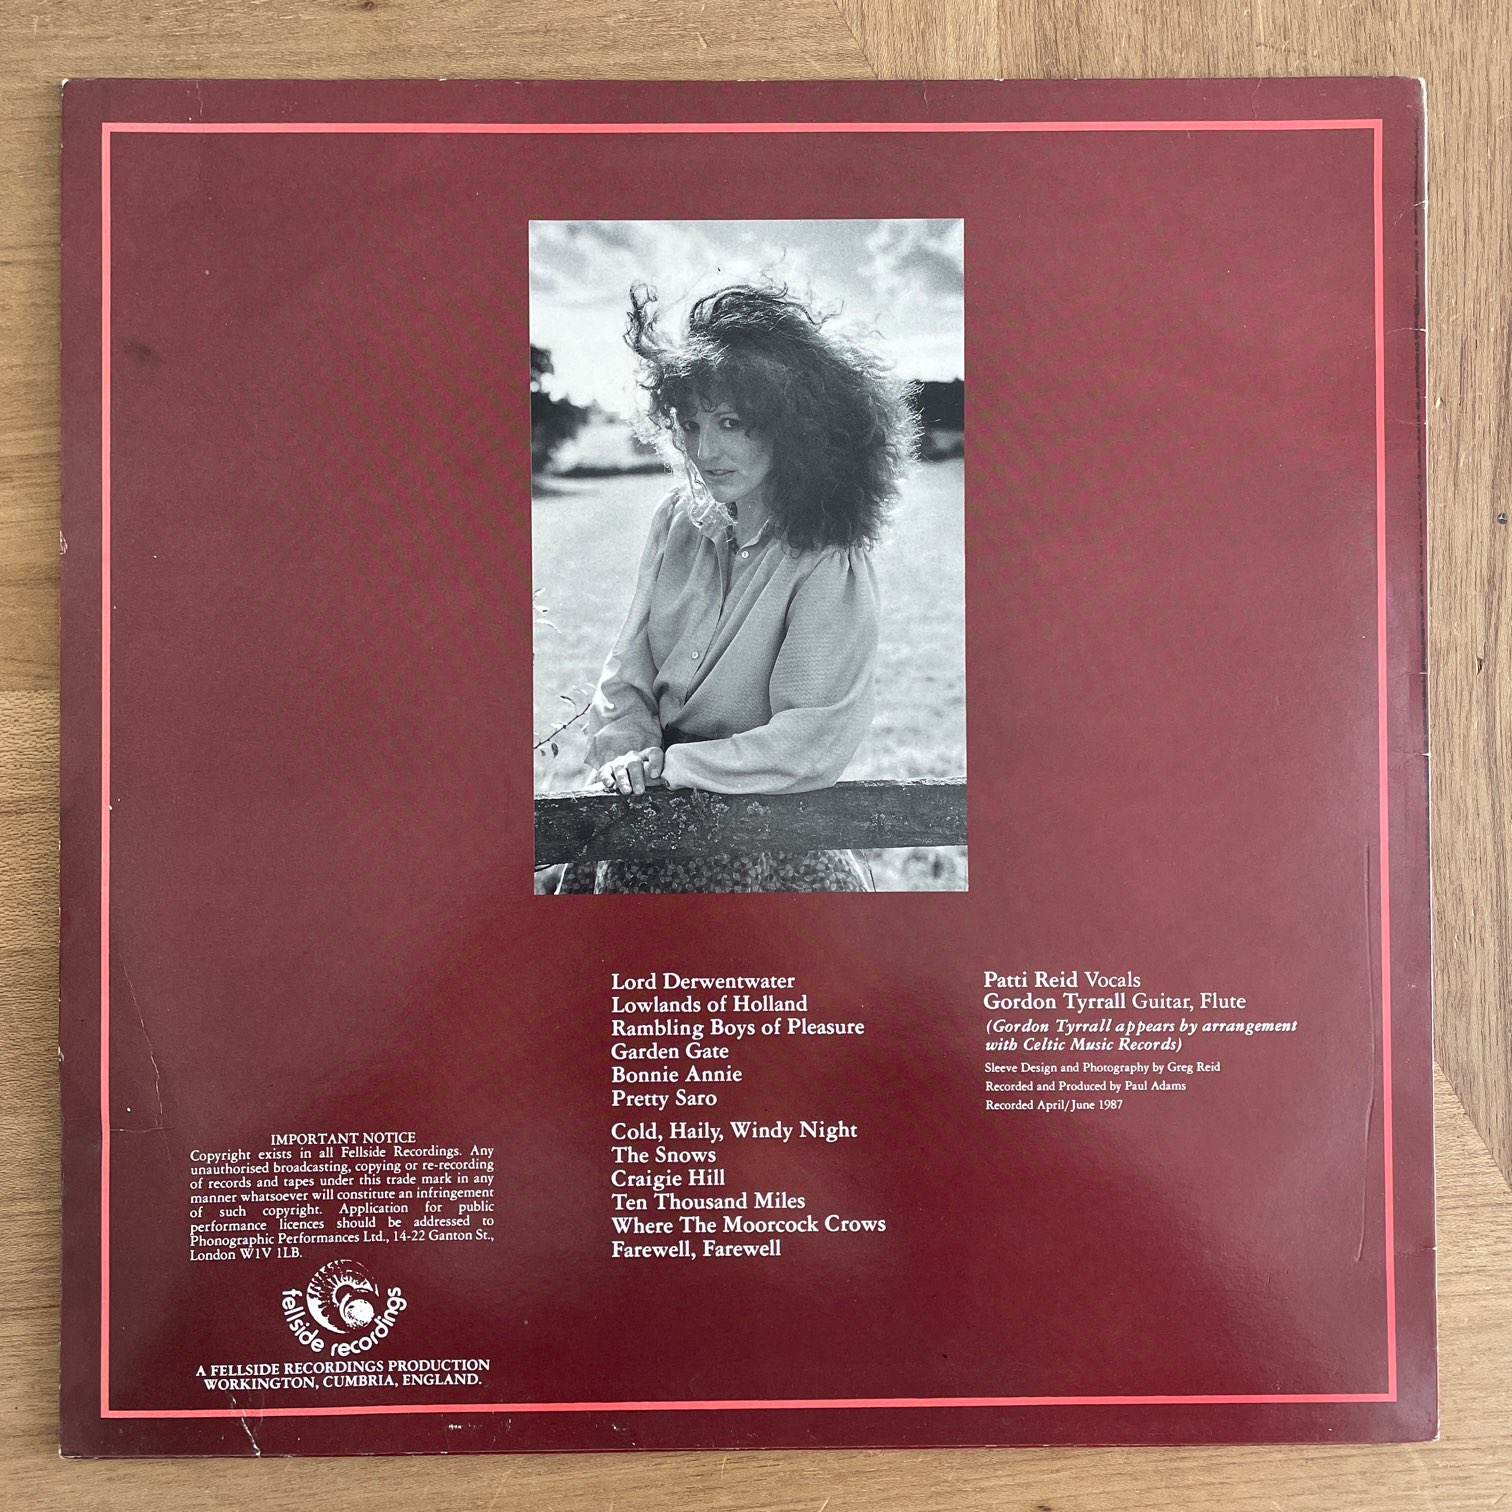 Lord Derwentwater
Lowlands of Holland
Rambling Boys of Pleasure
Garden Gate
Bonnie Annie
Pretty Saro
Cold, Haily, Windy Night
The Snows
Craigie Hill
Ten Thousand Miles
Where The Moorcock Crows
Farewell, Farewell
Patti Reid Vocals
Gordon Tyrrall Guitar, Flute
(Gordon Tyrrall appears by arrangement
with Celtic Music Records)
Sleeve Design and Photography by Greg Reid
Recorded and Produced by Paul Adams
Recorded April/June 1987
IMPORTANT NOTICE
Copyright exists in all Fellside Recordings. Any
unauthorised broadcasting, copying or re-recording
of records and tapes under this trade mark in any
manner whatsoever will constitute an infringement
of such copyright. Application for public
performance licences should be addressed to
Phonographic Performances Ltd., 14-22 Ganton St.,
London W1V 1LB.
fellside recordings
A FELLSIDE RECORDINGS PRODUCTION
WORKINGTON, CUMBRIA, ENGLAND.